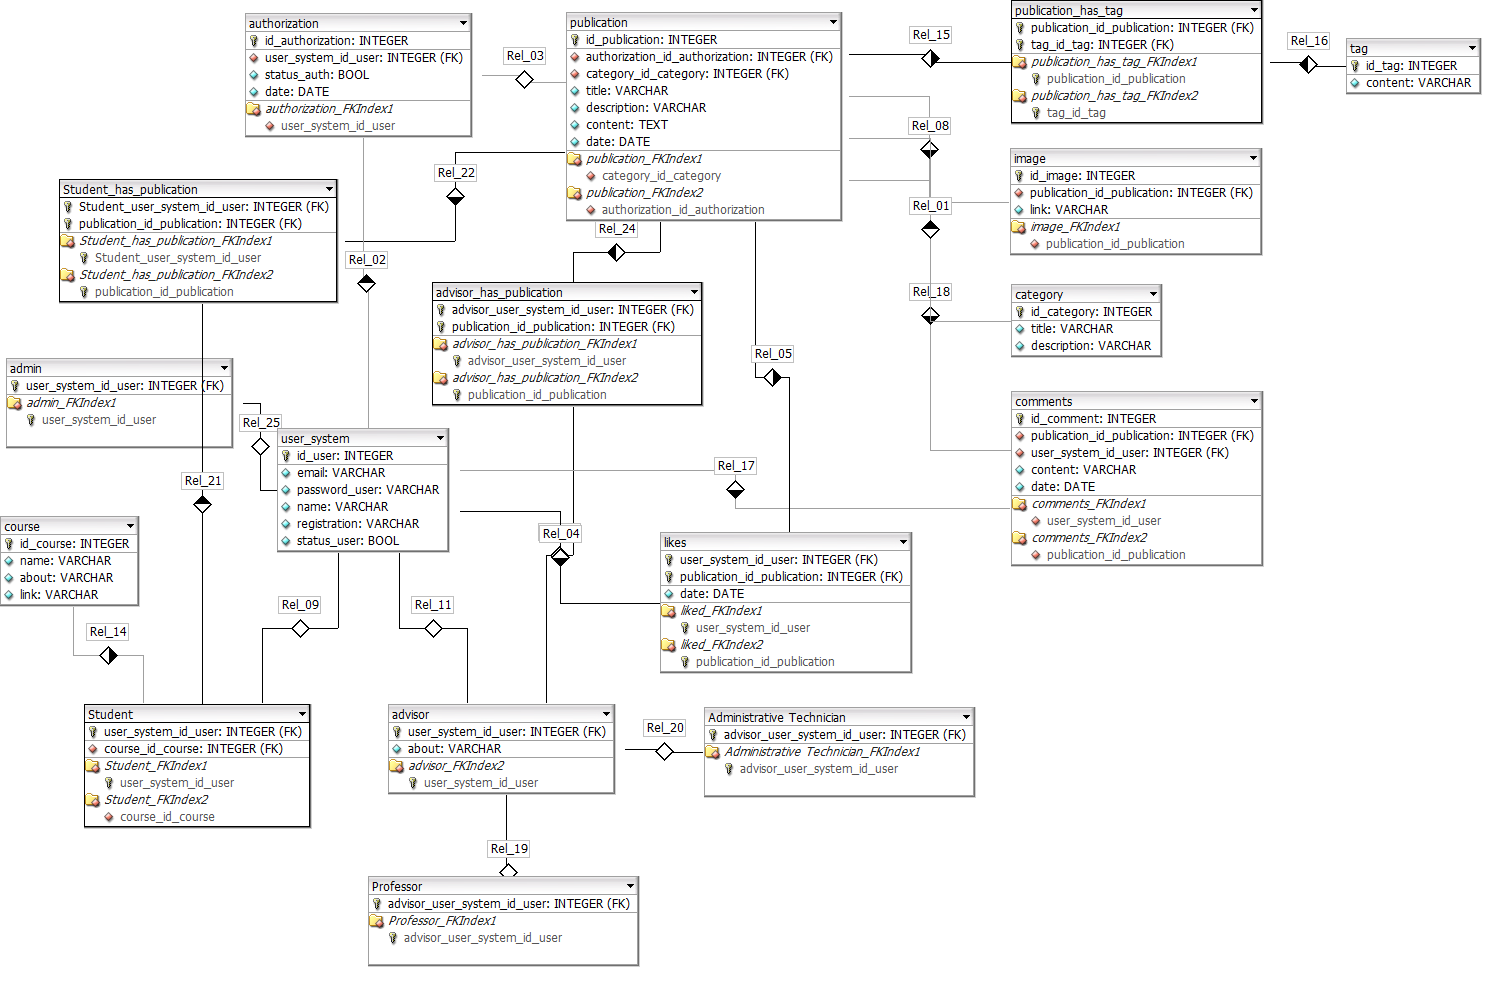 authorization
id_authorization: INTEGER
user_system_id_user: INTEGER (FK)
status_auth: BOOL
date: DATE
authorization_FKIndex1
user_system_id_user
Rel_03
publication
id_publication: INTEGER
authorization_id_authorization: INTEGER (FK)
category_id_category: INTEGER (FK)
title: VARCHAR
description: VARCHAR
content: TEXT
date: DATE
publication_FKIndex1
category_id_category
publication_FKIndex2
authorization_id_authorization
Rel_15
publication_has_tag
publication_id_publication: INTEGER (FK)
tag_id_tag: INTEGER (FK)
publication_has_tag_FKIndex1
publication_id_publication
publication_has_tag_FKIndex2
tag_id_tag
Rel_16
tag
id_tag: INTEGER
content: VARCHAR
Rel_08
image
id_image: INTEGER
publication_id_publication: INTEGER (FK)
link: VARCHAR
image_FKIndex1
publication_id_publication
Rel_22
Student_has_publication
Student_user_system_id_user: INTEGER (FK)
publication_id_publication: INTEGER (FK)
Student_has_publication_FKIndex1
Student_user_system_id_user
Student_has_publication_FKIndex2
publication_id_publication
Rel_01
Rel_24
Rel_02
advisor_has_publication
advisor_user_system_id_user: INTEGER (FK)
publication_id_publication: INTEGER (FK)
advisor_has_publication_FKIndex1
advisor_user_system_id_user
advisor_has_publication_FKIndex2
publication_id_publication
Rel_18
category
id_category: INTEGER
title: VARCHAR
description: VARCHAR
Rel_05
admin
user_system_id_user: INTEGER (FK)
admin_FKIndex1
user_system_id_user
Rel_25
comments
id_comment: INTEGER
publication_id_publication: INTEGER (FK)
user_system_id_user: INTEGER (FK)
content: VARCHAR
date: DATE
comments_FKIndex1
user_system_id_user
comments_FKIndex2
publication_id_publication
user_system
id_user: INTEGER
email: VARCHAR
password_user: VARCHAR
name: VARCHAR
registration: VARCHAR
status_user: BOOL
Rel_17
Rel_21
course
id_course: INTEGER
name: VARCHAR
about: VARCHAR
link: VARCHAR
Rel_04
likes
user_system_id_user: INTEGER (FK)
publication_id_publication: INTEGER (FK)
date: DATE
liked_FKIndex1
user_system_id_user
liked_FKIndex2
publication_id_publication
Rel_09
Rel_11
Rel_14
Student
user_system_id_user: INTEGER (FK)
course_id_course: INTEGER (FK)
Student_FKIndex1
user_system_id_user
Student_FKIndex2
course_id_course
advisor
user_system_id_user: INTEGER (FK)
about: VARCHAR
advisor_FKIndex2
user_system_id_user
Rel_20
Administrative Technician
advisor_user_system_id_user: INTEGER (FK)
Administrative Technician_FKIndex1
advisor_user_system_id_user
Rel_19
Professor
advisor_user_system_id_user: INTEGER (FK)
Professor_FKIndex1
advisor_user_system_id_user